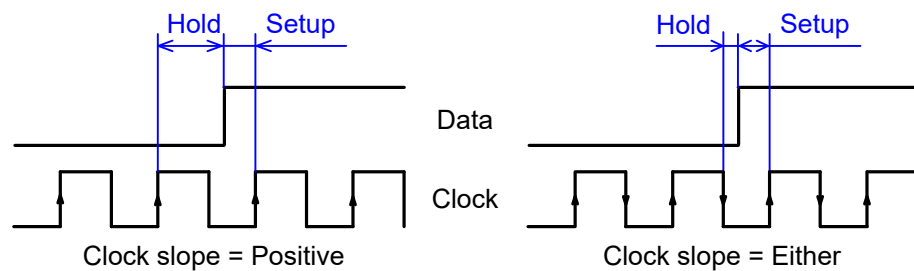 Hold Setup
Hold Setup
Data
Clock
Clock slope = Positive
Clock slope = Either